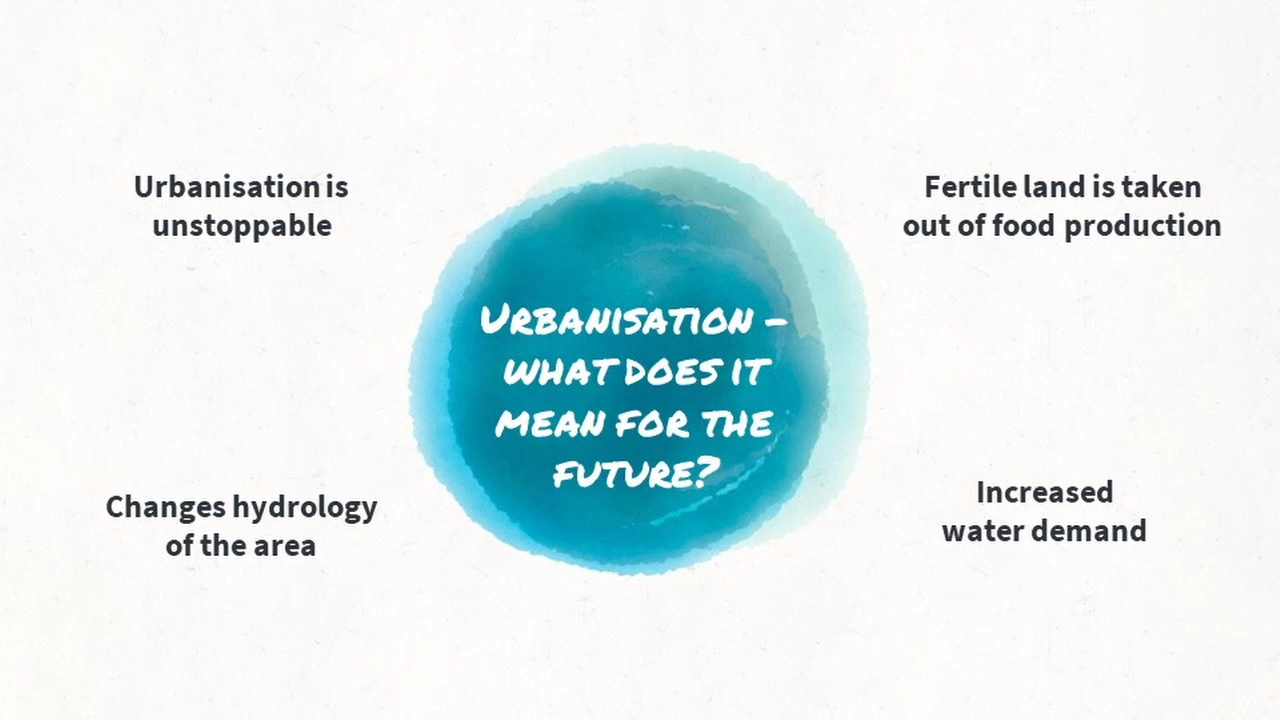 Urbanisation is
unstoppable
Fertile land is taken
out of food production
Urbanisation –
what does it
mean for the
future?
Changes hydrology
of the area
Increased
water demand